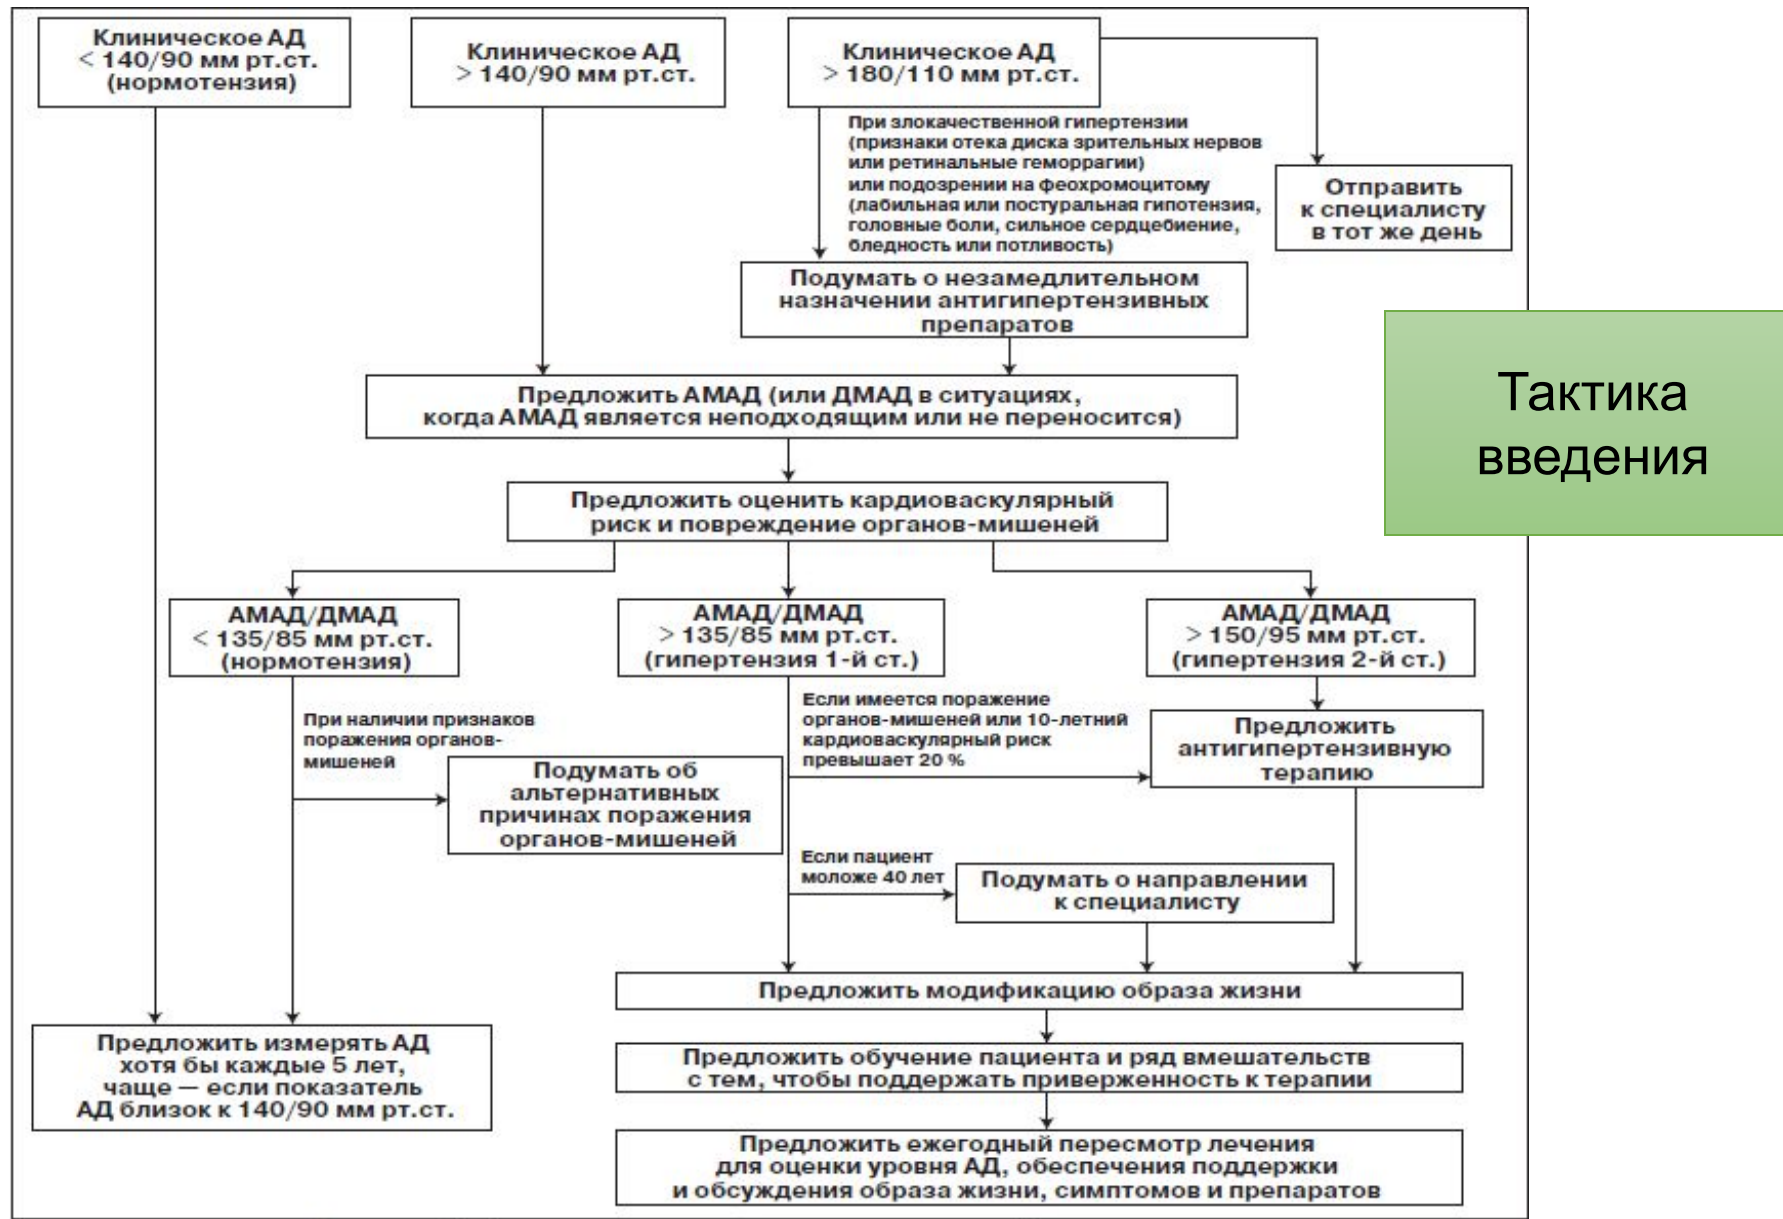 Клиническое АД
< 140/90 мм рт.ст.
(нормотензия)
Клиническое АД
> 140/90 мм рт.ст.
Клиническое АД
> 180/110 мм рт.ст.
При злокачественной гипертензии
(признаки отека диска зрительных нервов
или ретинальные геморрагии)
или подозрении на феохромоцитому
(лабильная или постуральная гипотензия,
головные боли, сильное сердцебиение,
бледность или потливость)
Отправить
к специалисту
в тот же день
Подумать о незамедлительном
назначении антигипертензивных
препаратов
Тактика
введения
Предложить АМАД (или ДМАД в ситуациях,
когда АМАД является неподходящим или не переносится)
Предложить оценить кардиоваскулярный
риск и повреждение органов-мишеней
АМАД/ДМАД
< 135/85 мм рт.ст.
(нормотензия)
АМАД/ДМАД
> 135/85 мм рт.ст.
(гипертензия 1-й ст.)
АМАД/ДМАД
> 150/95 мм рт.ст.
(гипертензия 2-й ст.)
При наличии признаков
поражения органов-
мишеней
Если имеется поражение
органов-мишеней или 10-летний
кардиоваскулярный риск
превышает 20 %
Предложить
антигипертензивную
терапию
Подумать об
альтернативных
причинах поражения
органов-мишеней
Если пациент
моложе 40 лет
Подумать о направлении
к специалисту
Предложить модификацию образа жизни
Предложить измерять АД
хотя бы каждые 5 лет,
чаще — если показатель
АД близок к 140/90 мм рт.ст.
Предложить обучение пациента и ряд вмешательств
с тем, чтобы поддержать приверженность к терапии
Предложить ежегодный пересмотр лечения
для оценки уровня АД, обеспечения поддержки
и обсуждения образа жизни, симптомов и препаратов